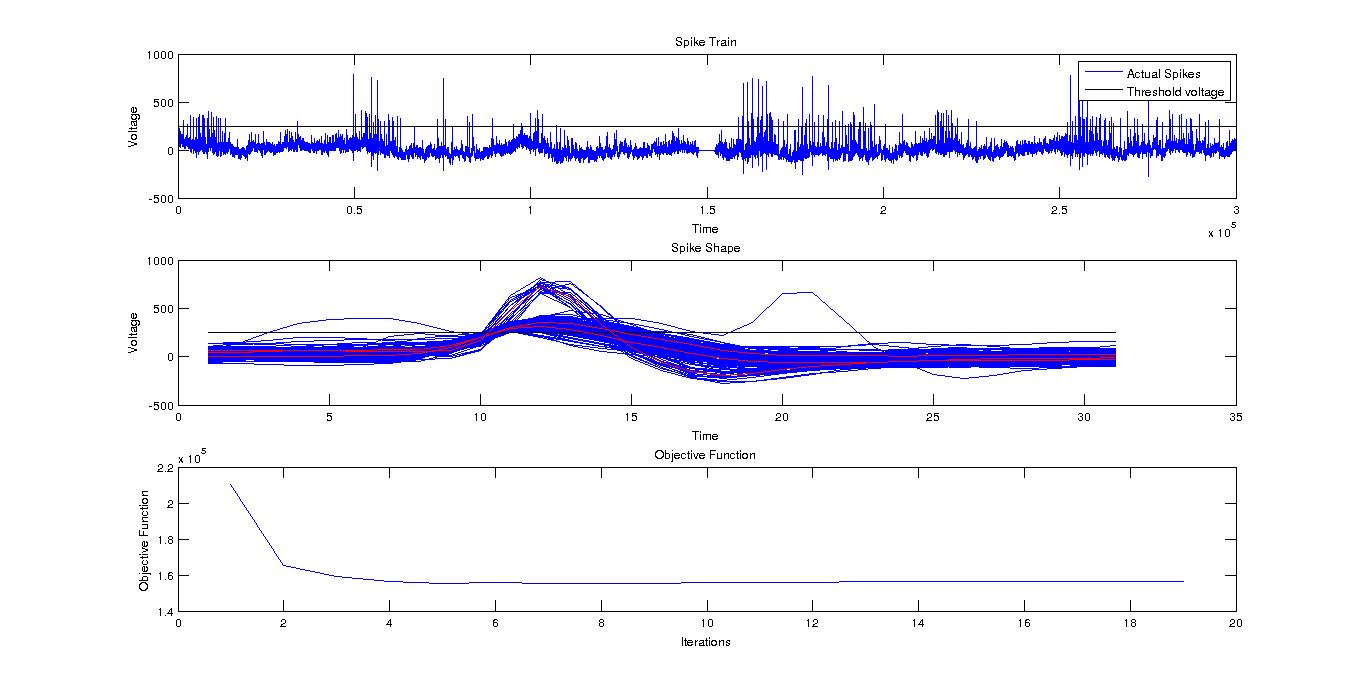 Spike Train
1000
500
0
-500
Voltage
Actual Spikes
Threshold voltage
0 0.5 1 1.5 2 2.5 3
Time
x 10^5
Spike Shape
1000
500
0
-500
Voltage
0 5 10 15 20 25 30 35
Time
Objective Function
x 10^5
2.2
2
1.8
1.6
1.4
Objective Function
0 2 4 6 8 10 12 14 16 18 20
Iterations